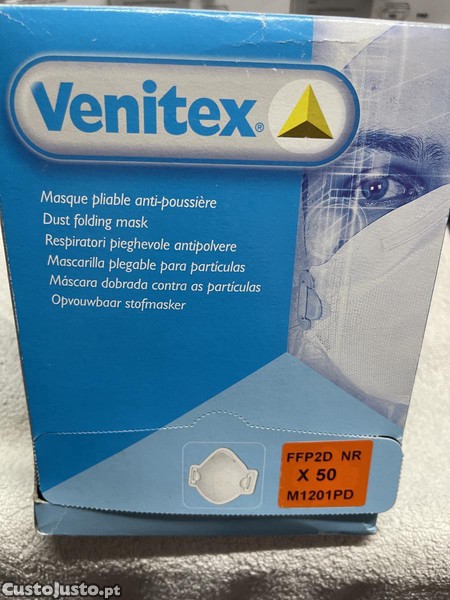 Venitex®
Masque pliable anti-poussière
Dust folding mask
Respiratori pieghevole antipolvere
Mascarilla plegable para partículas
Máscara dobrada contra as partículas
Opvouwbaar stofmasker
FFP2D NR
X 50
M1201PD
CustoJusto.pt